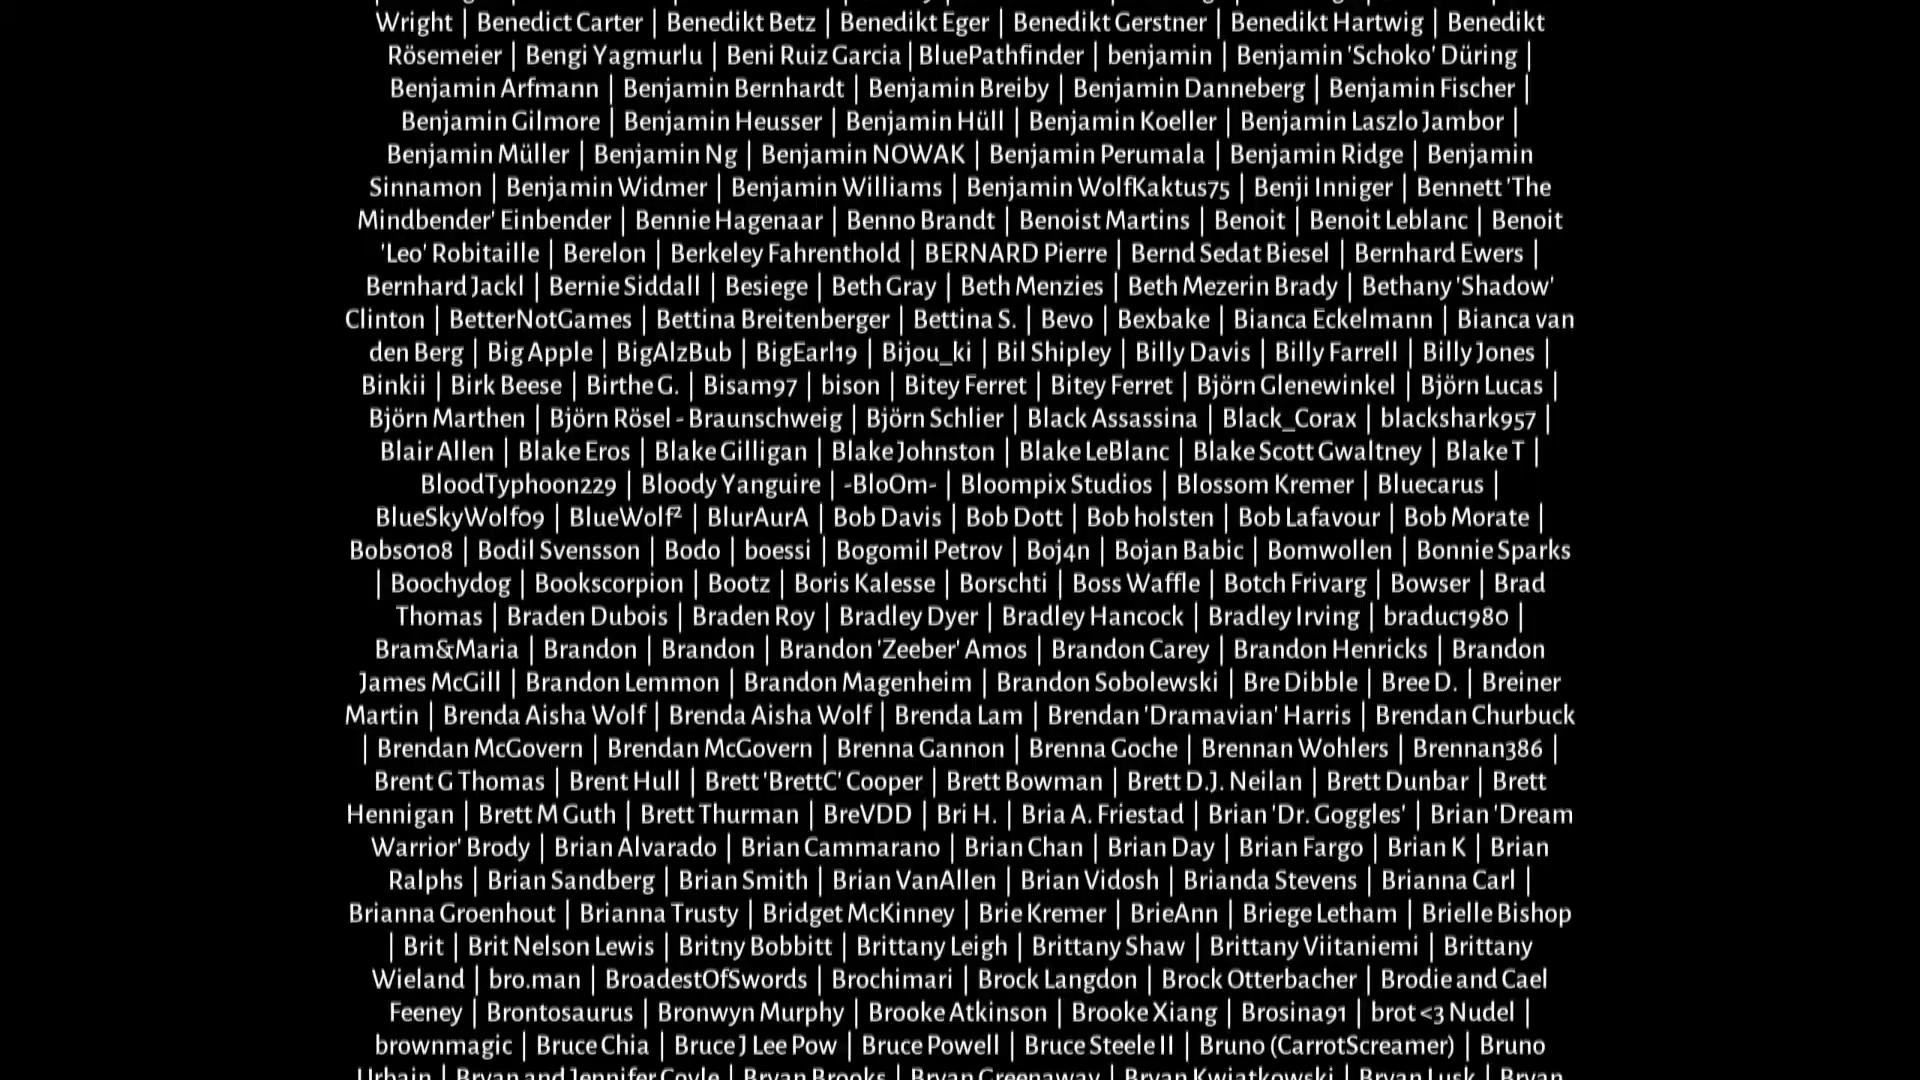 Wright | Benedict Carter | Benedikt Betz | Benedikt Eger | Benedikt Gerstner | Benedikt Hartwig | Benedikt
Rösemeier | Bengi Yagmurlu | Beni Ruiz Garcia | BluePathfinder | benjamin | Benjamin 'Schoko' Düring |
Benjamin Arfmann | Benjamin Bernhardt | Benjamin Breiby | Benjamin Danneberg | Benjamin Fischer |
Benjamin Gilmore | Benjamin Heusser | Benjamin Hüll | Benjamin Koeller | Benjamin Laszlo Jambor |
Benjamin Müller | Benjamin Ng | Benjamin NOWAK | Benjamin Perumala | Benjamin Ridge | Benjamin
Sinnamon | Benjamin Widmer | Benjamin Williams | Benjamin WolfKaktus75 | Benji Inniger | Bennett 'The
Mindbender' Einbender | Bennie Hagenaar | Benno Brandt | Benoist Martins | Benoit | Benoit Leblanc | Benoit
'Leo' Robitaille | Berelon | Berkeley Fahrenthold | BERNARD Pierre | Bernd Sedat Biesel | Bernhard Ewers |
Bernhard Jackl | Bernie Siddall | Besiege | Beth Gray | Beth Menzies | Beth Mezerin Brady | Bethany 'Shadow'
Clinton | BetterNotGames | Bettina Breitenberger | Bettina S. | Bevo | Bexbake | Bianca Eckelmann | Bianca van
den Berg | Big Apple | BigAlzBub | BigEarl19 | Bijou_ki | Bil Shipley | Billy Davis | Billy Farrell | Billy Jones |
Binkii | Birk Beese | Birthe G. | Bisam97 | bison | Bitey Ferret | Bitey Ferret | Björn Glenewinkel | Björn Lucas |
Björn Marthen | Björn Rösel - Braunschweig | Björn Schlier | Black Assassina | Black_Corax | blackshark957 |
Blair Allen | Blake Eros | Blake Gilligan | Blake Johnston | Blake LeBlanc | Blake Scott Gwaltney | Blake T |
BloodTyphoon229 | Bloody Yanguire | -BloOm- | Bloompix Studios | Blossom Kremer | Bluecarus |
BlueSkyWolf09 | BlueWolf² | BlurAurA | Bob Davis | Bob Dott | Bob holsten | Bob Lafavour | Bob Morate |
Bobs0108 | Bodil Svensson | Bodo | boessi | Bogomil Petrov | Boj4n | Bojan Babic | Bomwollen | Bonnie Sparks
| Boochydog | Bookscorpion | Bootz | Boris Kalesse | Borschti | Boss Waffle | Botch Frivarg | Bowser | Brad
Thomas | Braden Dubois | Braden Roy | Bradley Dyer | Bradley Hancock | Bradley Irving | braduc1980 |
Bram&Maria | Brandon | Brandon | Brandon 'Zeeber' Amos | Brandon Carey | Brandon Henricks | Brandon
James McGill | Brandon Lemmon | Brandon Magenheim | Brandon Sobolewski | Bre Dibble | Bree D. | Breiner
Martin | Brenda Aisha Wolf | Brenda Aisha Wolf | Brenda Lam | Brendan 'Dramavian' Harris | Brendan Churbuck
| Brendan McGovern | Brendan McGovern | Brenna Gannon | Brenna Goche | Brennan Wohlers | Brennan386 |
Brent G Thomas | Brent Hull | Brett 'BrettC' Cooper | Brett Bowman | Brett D.J. Neilan | Brett Dunbar | Brett
Hennigan | Brett M Guth | Brett Thurman | BreVDD | Bri H. | Bria A. Friestad | Brian 'Dr. Goggles' | Brian 'Dream
Warrior' Brody | Brian Alvarado | Brian Cammarano | Brian Chan | Brian Day | Brian Fargo | Brian K | Brian
Ralphs | Brian Sandberg | Brian Smith | Brian VanAllen | Brian Vidosh | Brianda Stevens | Brianna Carl |
Brianna Groenhout | Brianna Trusty | Bridget McKinney | Brie Kremer | BrieAnn | Briege Letham | Brielle Bishop
| Brit | Brit Nelson Lewis | Britny Bobbitt | Brittany Leigh | Brittany Shaw | Brittany Viitaniemi | Brittany
Wieland | bro.man | BroadestOfSwords | Brochimari | Brock Langdon | Brock Otterbacher | Brodie and Cael
Feeney | Brontosaurus | Bronwyn Murphy | Brooke Atkinson | Brooke Xiang | Brosina91 | brot <3 Nudel |
brownmagic | Bruce Chia | Bruce J Lee Pow | Bruce Powell | Bruce Steele II | Bruno (CarrotScreamer) | Bruno
Urbain | Bryan and Jennifer Coyle | Bryan Brooks | Bryan Greenaway | Bryan Kwiatkowski | Bryan Lusk | Bryan